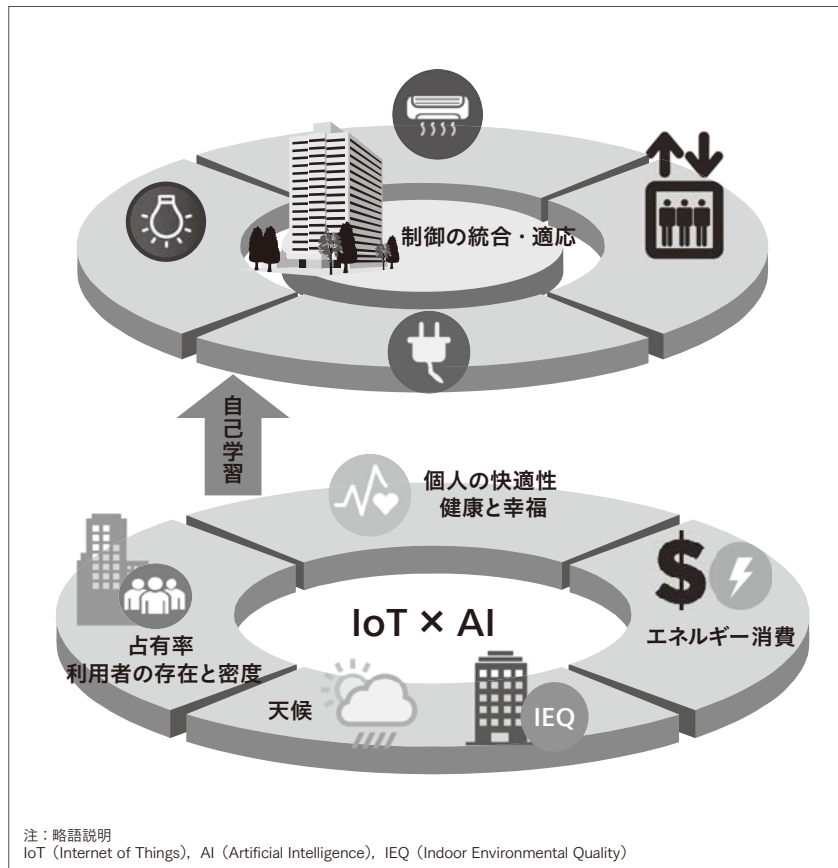 制御の統合・適応
自己学習
個人の快適性
健康と幸福
$
占有率
利用者の存在と密度
IoT × AI
エネルギー消費
天候
IEQ
注：略語説明
IoT（Internet of Things），AI（Artificial Intelligence），IEQ（Indoor Environmental Quality）